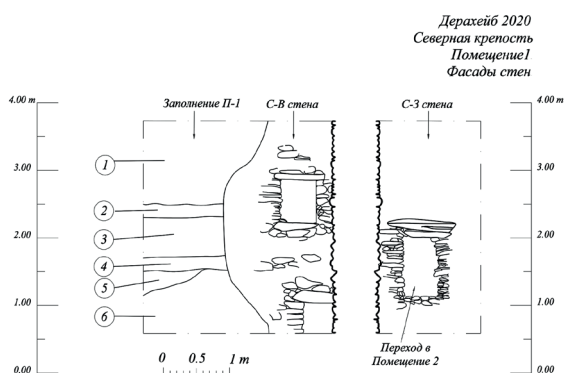 Дерахейб 2020
Северная крепость
Помещение1
Фасады стен
4.00 m
Заполнение П-1
С-В стена
С-З стена
4.00 m
1
3.00
3.00
2
3
2.00
2.00
4
5
1.00
1.00
6
Переход в
Помещение 2
0 0.5 1 m
0.00
0.00